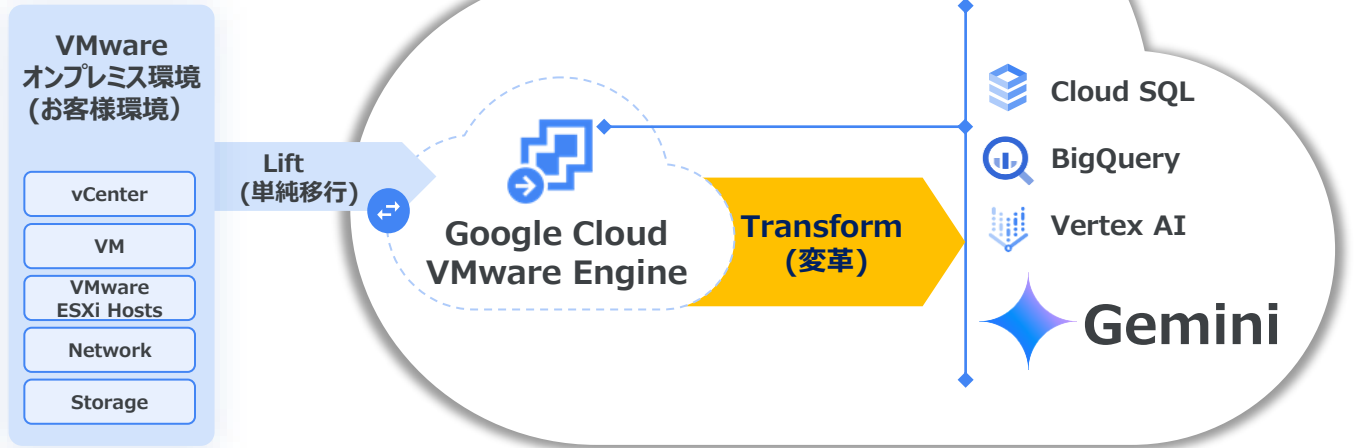 VMware
オンプレミス環境
(お客様環境）
vCenter
VM
VMware
ESXi Hosts
Network
Storage
Lift
(単純移行)
Google Cloud
VMware Engine
Transform
(変革)
Cloud SQL
BigQuery
Vertex AI
Gemini